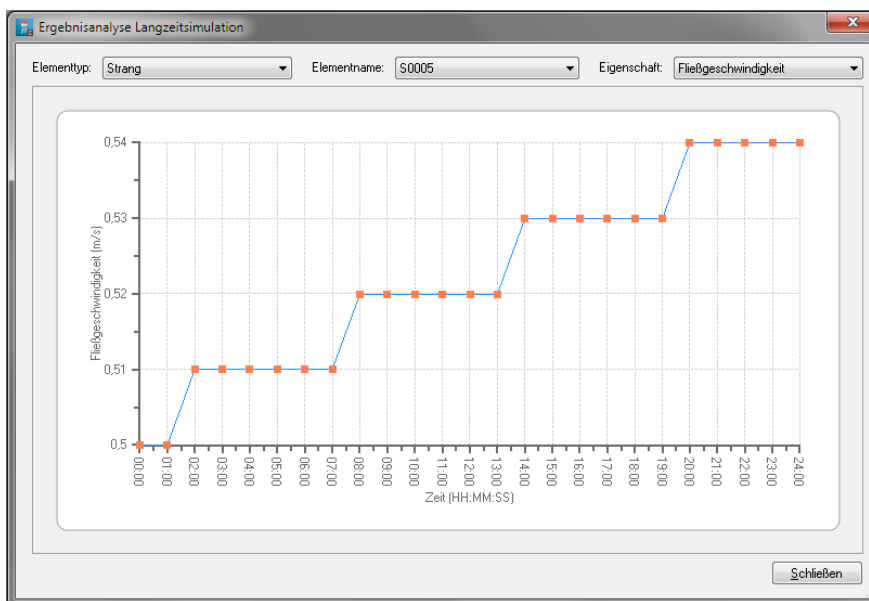 Ergebnisanalyse Langzeitsimulation
Elementtyp: Strang Elementname: S0005 Eigenschaft: Fließgeschwindigkeit
0,54
0,53
0,52
0,51
0,5
Fließgeschwindigkeit (m/s)
00:00 01:00 02:00 03:00 04:00 05:00 06:00 07:00 08:00 09:00 10:00 11:00 12:00 13:00 14:00 15:00 16:00 17:00 18:00 19:00 20:00 21:00 22:00 23:00 24:00
Zeit (HH:MM:SS)
Schließen